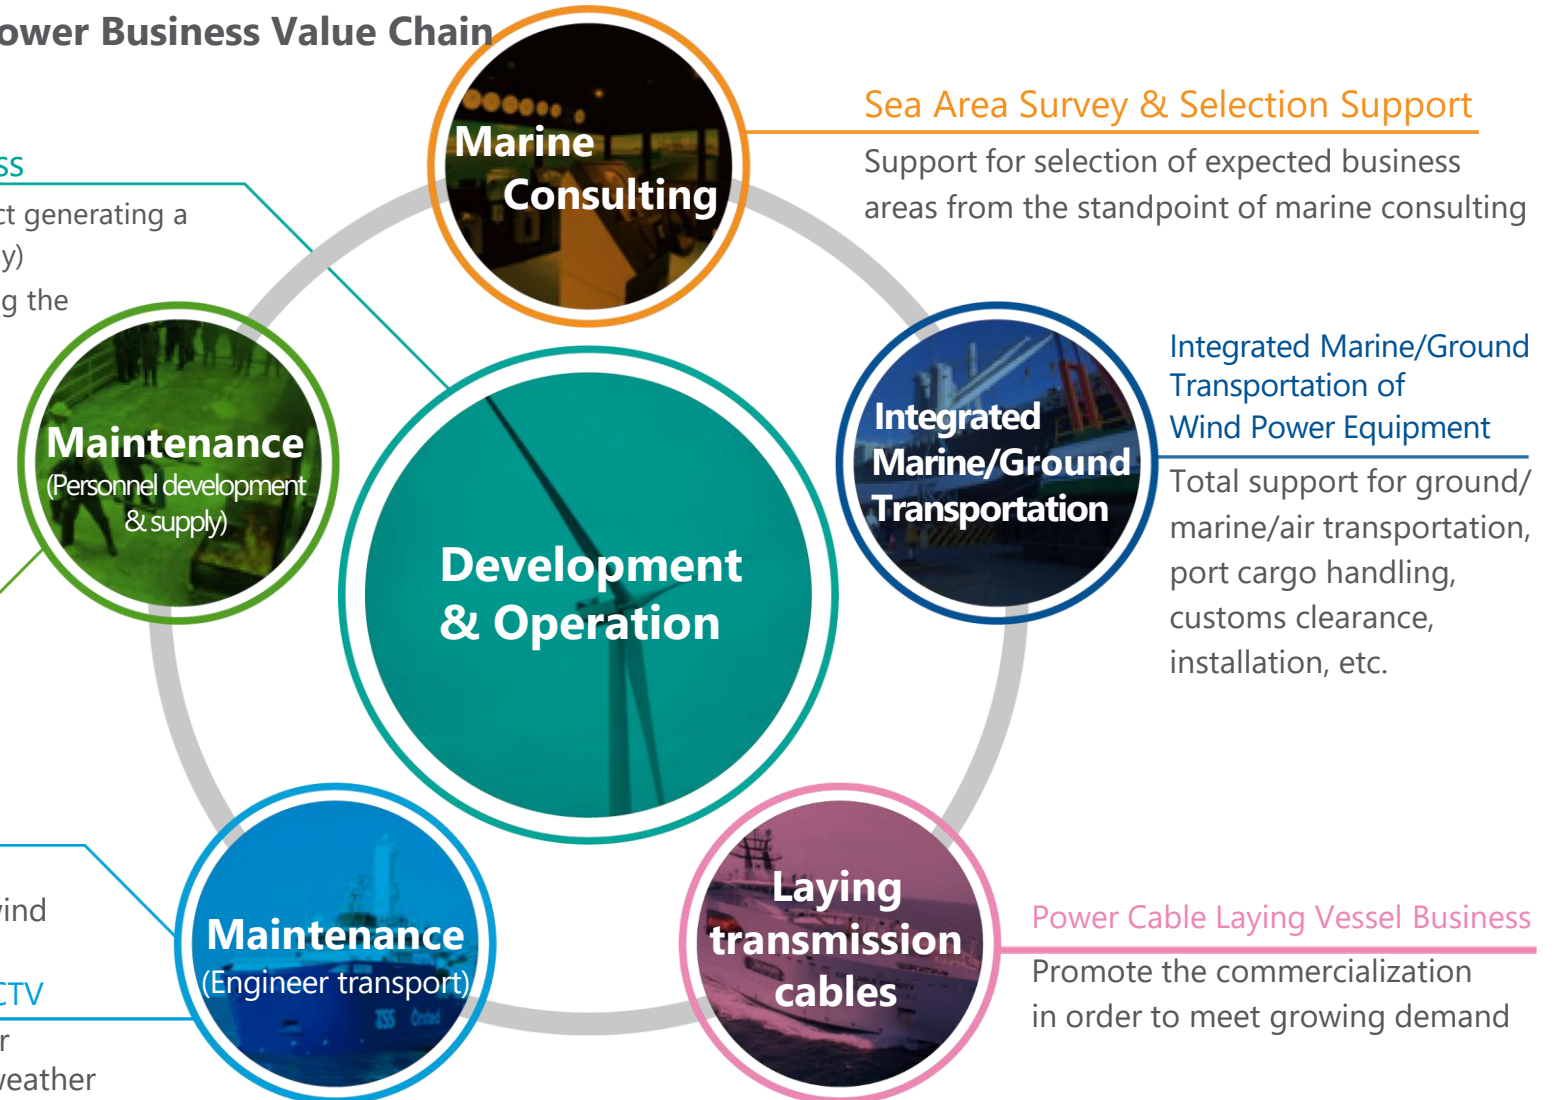 ower Business Value Chain
Marine
Consulting
Sea Area Survey & Selection Support
Support for selection of expected business
areas from the standpoint of marine consulting
ss
ct generating a
y)
g the
Maintenance
(Personnel development
& supply)
Integrated
Marine/Ground
Transportation
Integrated Marine/Ground
Transportation of
Wind Power Equipment
Total support for ground/
marine/air transportation,
port cargo handling,
customs clearance,
installation, etc.
Development
& Operation
wind
CTV
r
weather
Maintenance
(Engineer transport)
ZSS Ørsted
Laying
transmission
cables
Power Cable Laying Vessel Business
Promote the commercialization
in order to meet growing demand